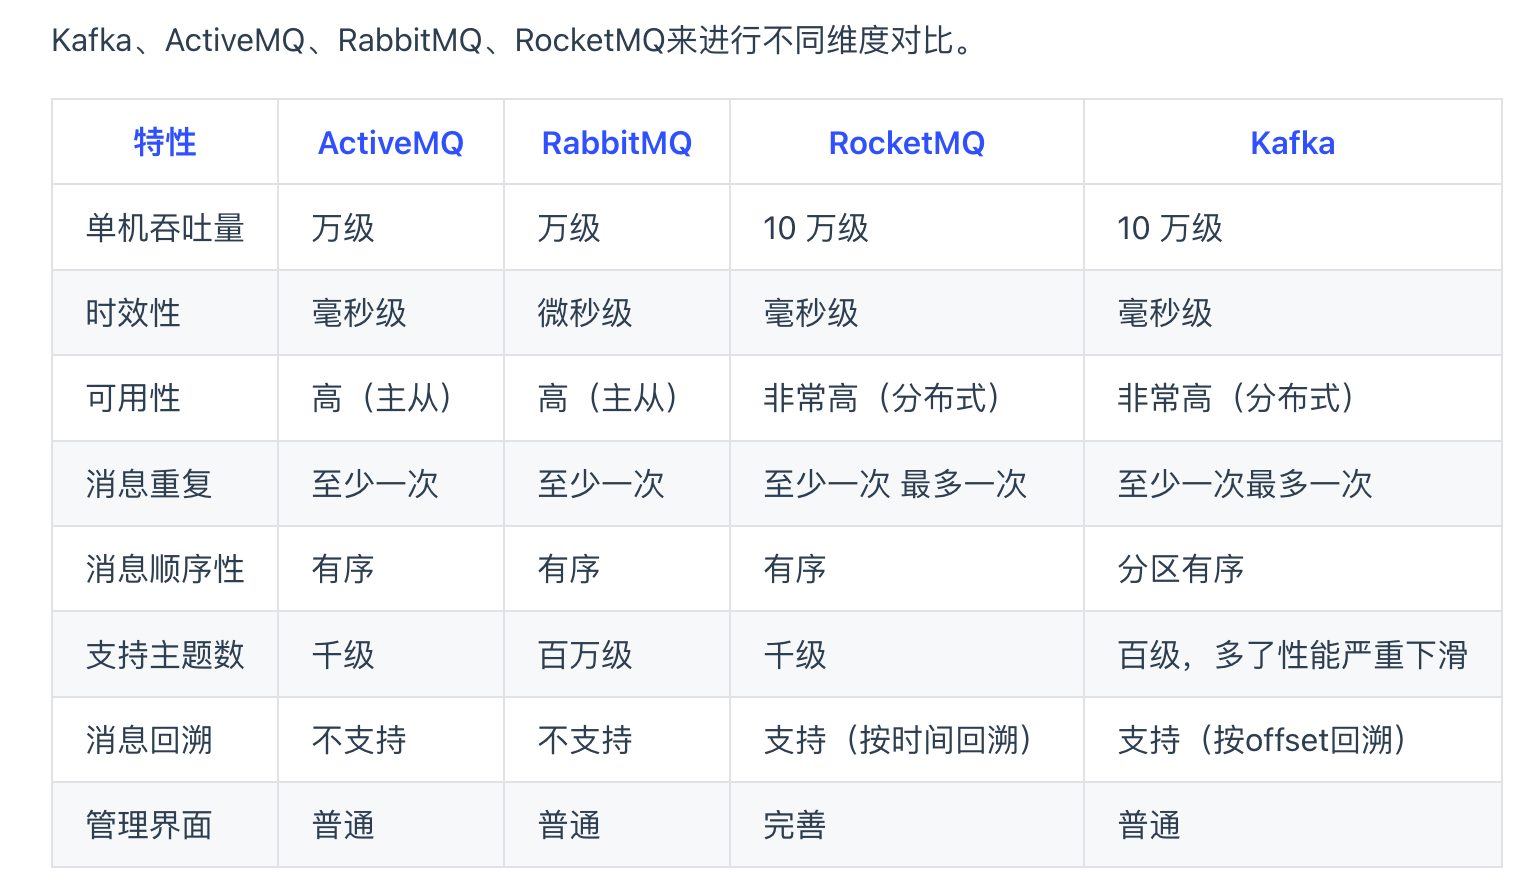 Kafka、ActiveMQ、RabbitMQ、RocketMQ来进行不同维度对比。
特性 ActiveMQ RabbitMQ RocketMQ Kafka
单机吞吐量 万级 万级 10 万级 10 万级
时效性 毫秒级 微秒级 毫秒级 毫秒级
可用性 高（主从） 高（主从） 非常高（分布式） 非常高（分布式）
消息重复 至少一次 至少一次 至少一次 最多一次 至少一次最多一次
消息顺序性 有序 有序 有序 分区有序
支持主题数 千级 百万级 千级 百级，多了性能严重下滑
消息回溯 不支持 不支持 支持（按时间回溯） 支持（按offset回溯）
管理界面 普通 普通 完善 普通